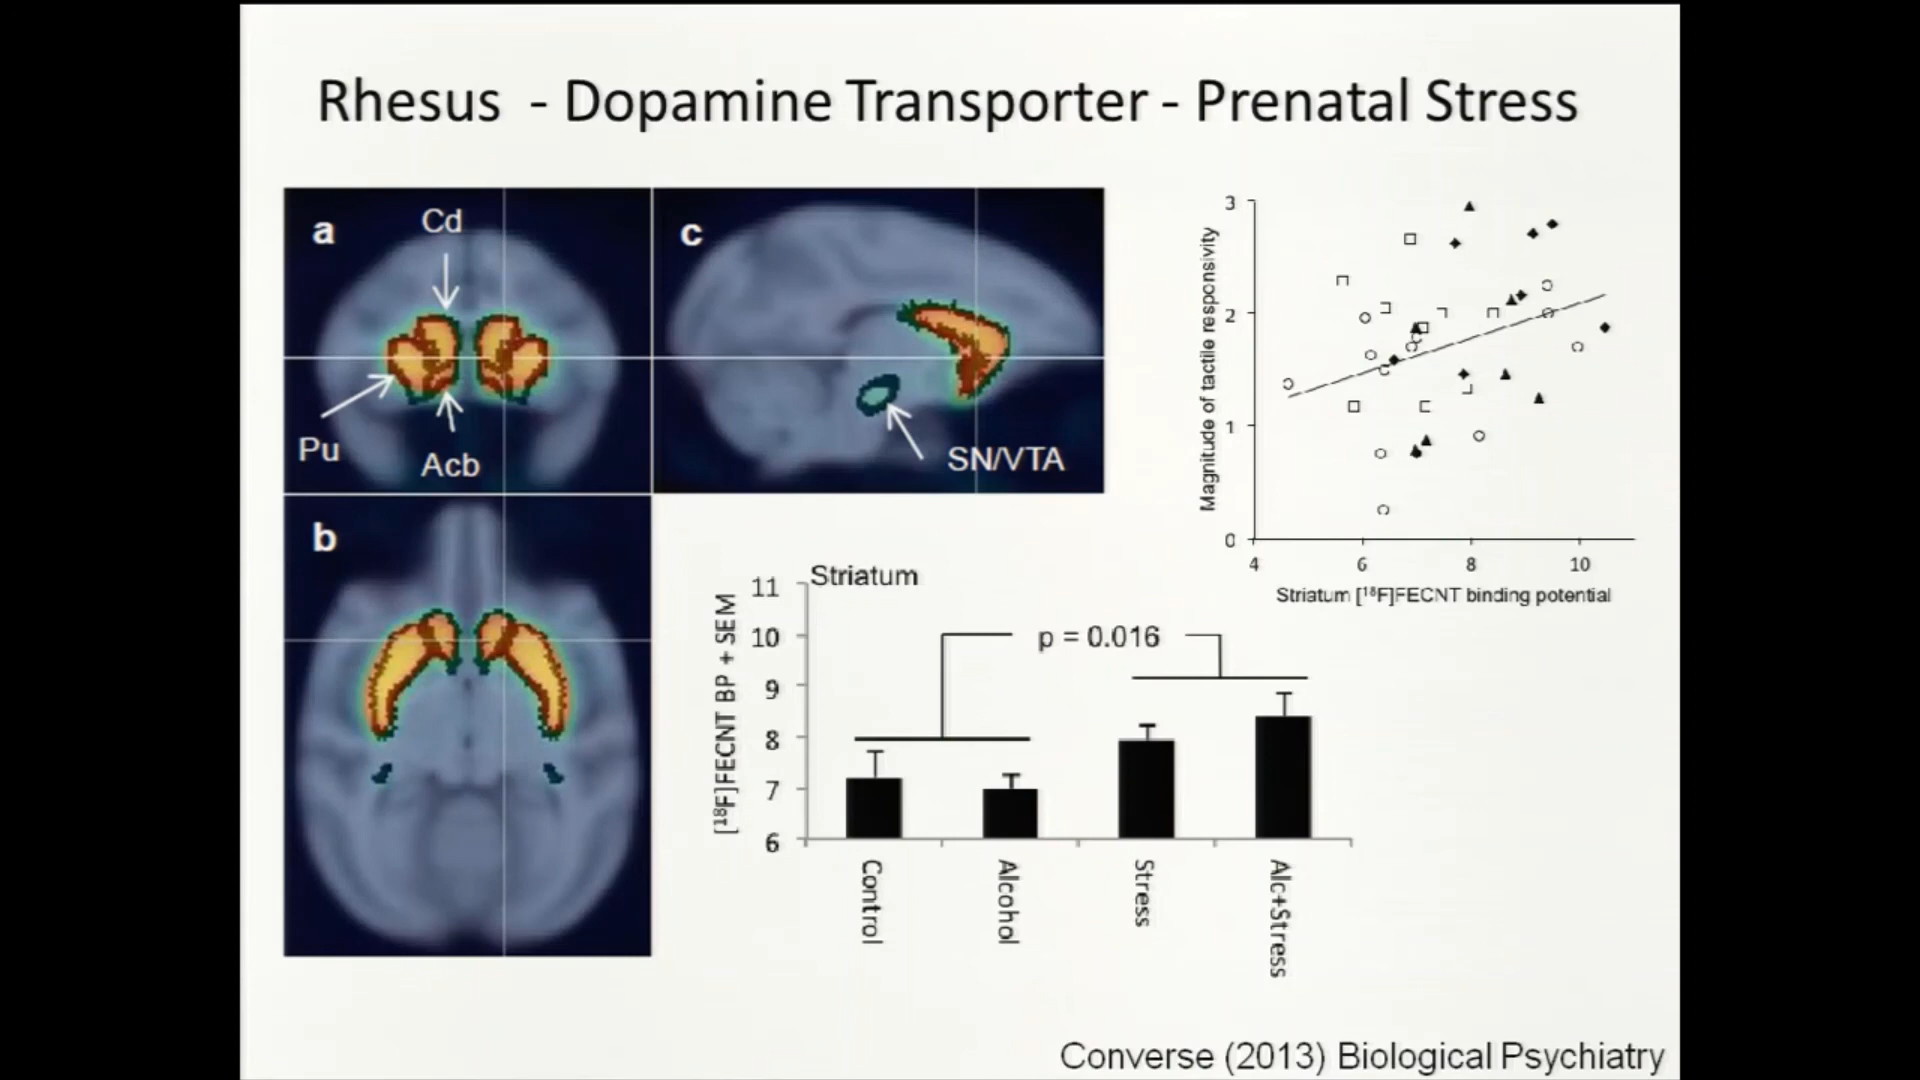 Rhesus - Dopamine Transporter - Prenatal Stress
a
Cd
Pu
Acb
c
SN/VTA
b
3
2
1
0
Magnitude of tactile responsivity
4 6 8 10
Striatum [¹⁸F]FECNT binding potential
Striatum
11
10
9
8
7
6
[¹⁸F]FECNT BP + SEM
p = 0.016
Control
Alcohol
Stress
Alc+Stress
Converse (2013) Biological Psychiatry